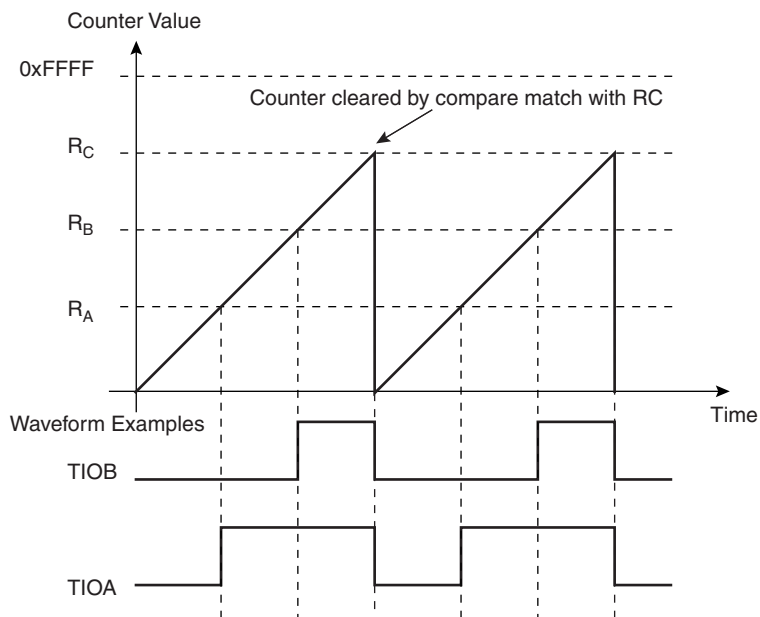 Counter Value
0xFFFF
Counter cleared by compare match with RC
RC
RB
RA
Time
Waveform Examples
TIOB
TIOA